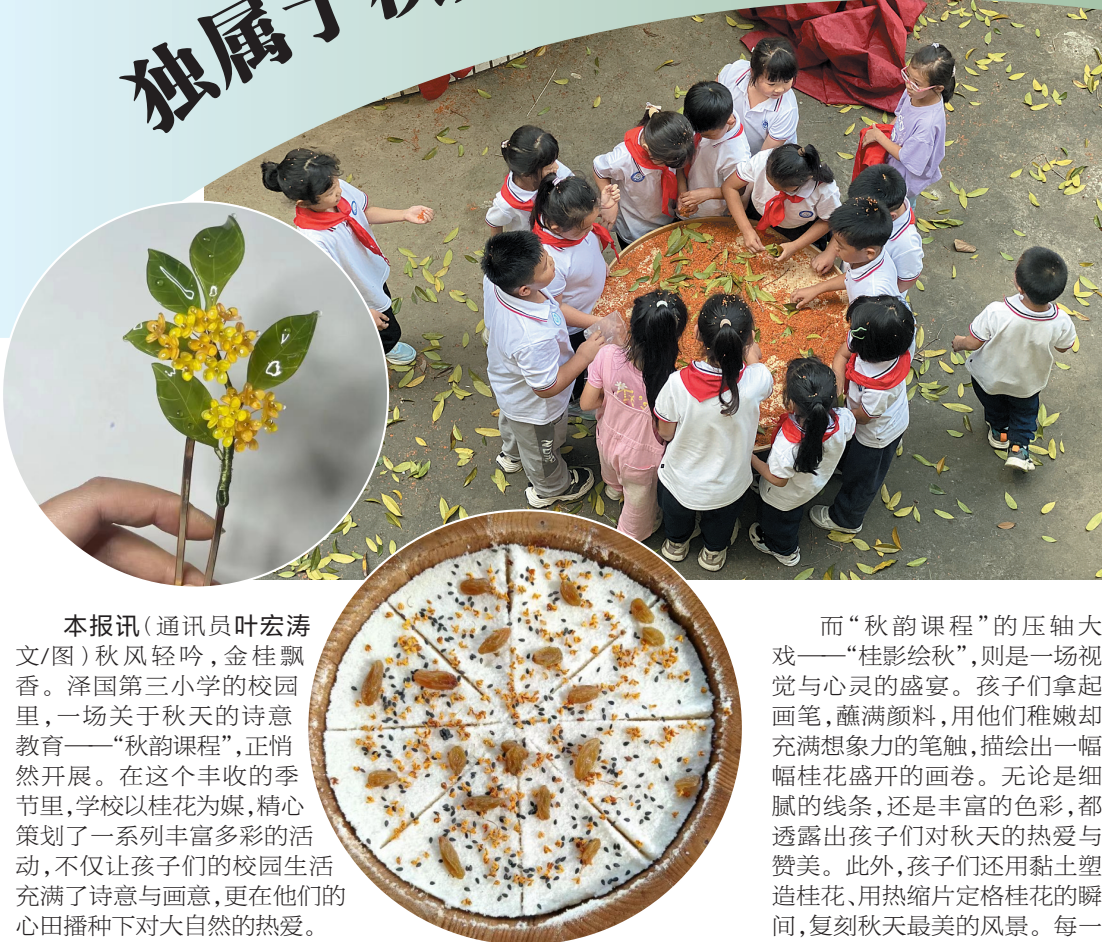 独属于
本报讯（通讯员叶宏涛
文/图）秋风轻吟，金桂飘
香。泽国第三小学的校园
里，一场关于秋天的诗意
教育——“秋韵课程”，正悄
然开展。在这个丰收的季
节里，学校以桂花为媒，精心
策划了一系列丰富多彩的活
动，不仅让孩子们的校园生活
充满了诗意与画意，更在他们的
心田播种下对大自然的热爱。
而“秋韵课程”的压轴大
戏——“桂影绘秋”，则是一场视
觉与心灵的盛宴。孩子们拿起
画笔，蘸满颜料，用他们稚嫩却
充满想象力的笔触，描绘出一幅
幅桂花盛开的画卷。无论是细
腻的线条，还是丰富的色彩，都
透露出孩子们对秋天的热爱与
赞美。此外，孩子们还用黏土塑
造桂花、用热缩片定格桂花的瞬
间，复刻秋天最美的风景。每一